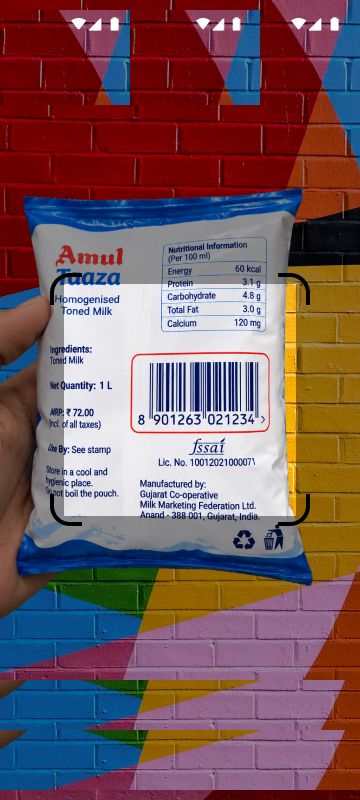 Amul
Taaza
Homogenised
Toned Milk
Nutritional Information
(Per 100 ml)
Energy 60 kcal
Protein 3.1 g
Carbohydrate 4.8 g
Total Fat 3.0 g
Calcium 120 mg
Ingredients:
Toned Milk
Net Quantity: 1 L
MRP: ₹ 72.00
(Incl. of all taxes)
Use By: See stamp
Store in a cool and
hygienic place.
Do not boil the pouch.
8 901263 021234 >
fssai
Lic. No. 10012021000071
Manufactured by:
Gujarat Co-operative
Milk Marketing Federation Ltd.
Anand - 388 001, Gujarat, India.